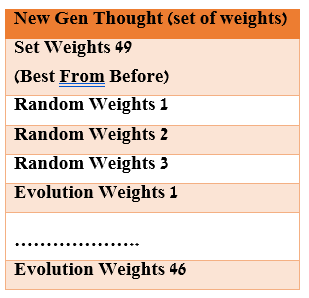 New Gen Thought (set of weights)
Set Weights 49
(Best From Before)
Random Weights 1
Random Weights 2
Random Weights 3
Evolution Weights 1
…………………..
Evolution Weights 46